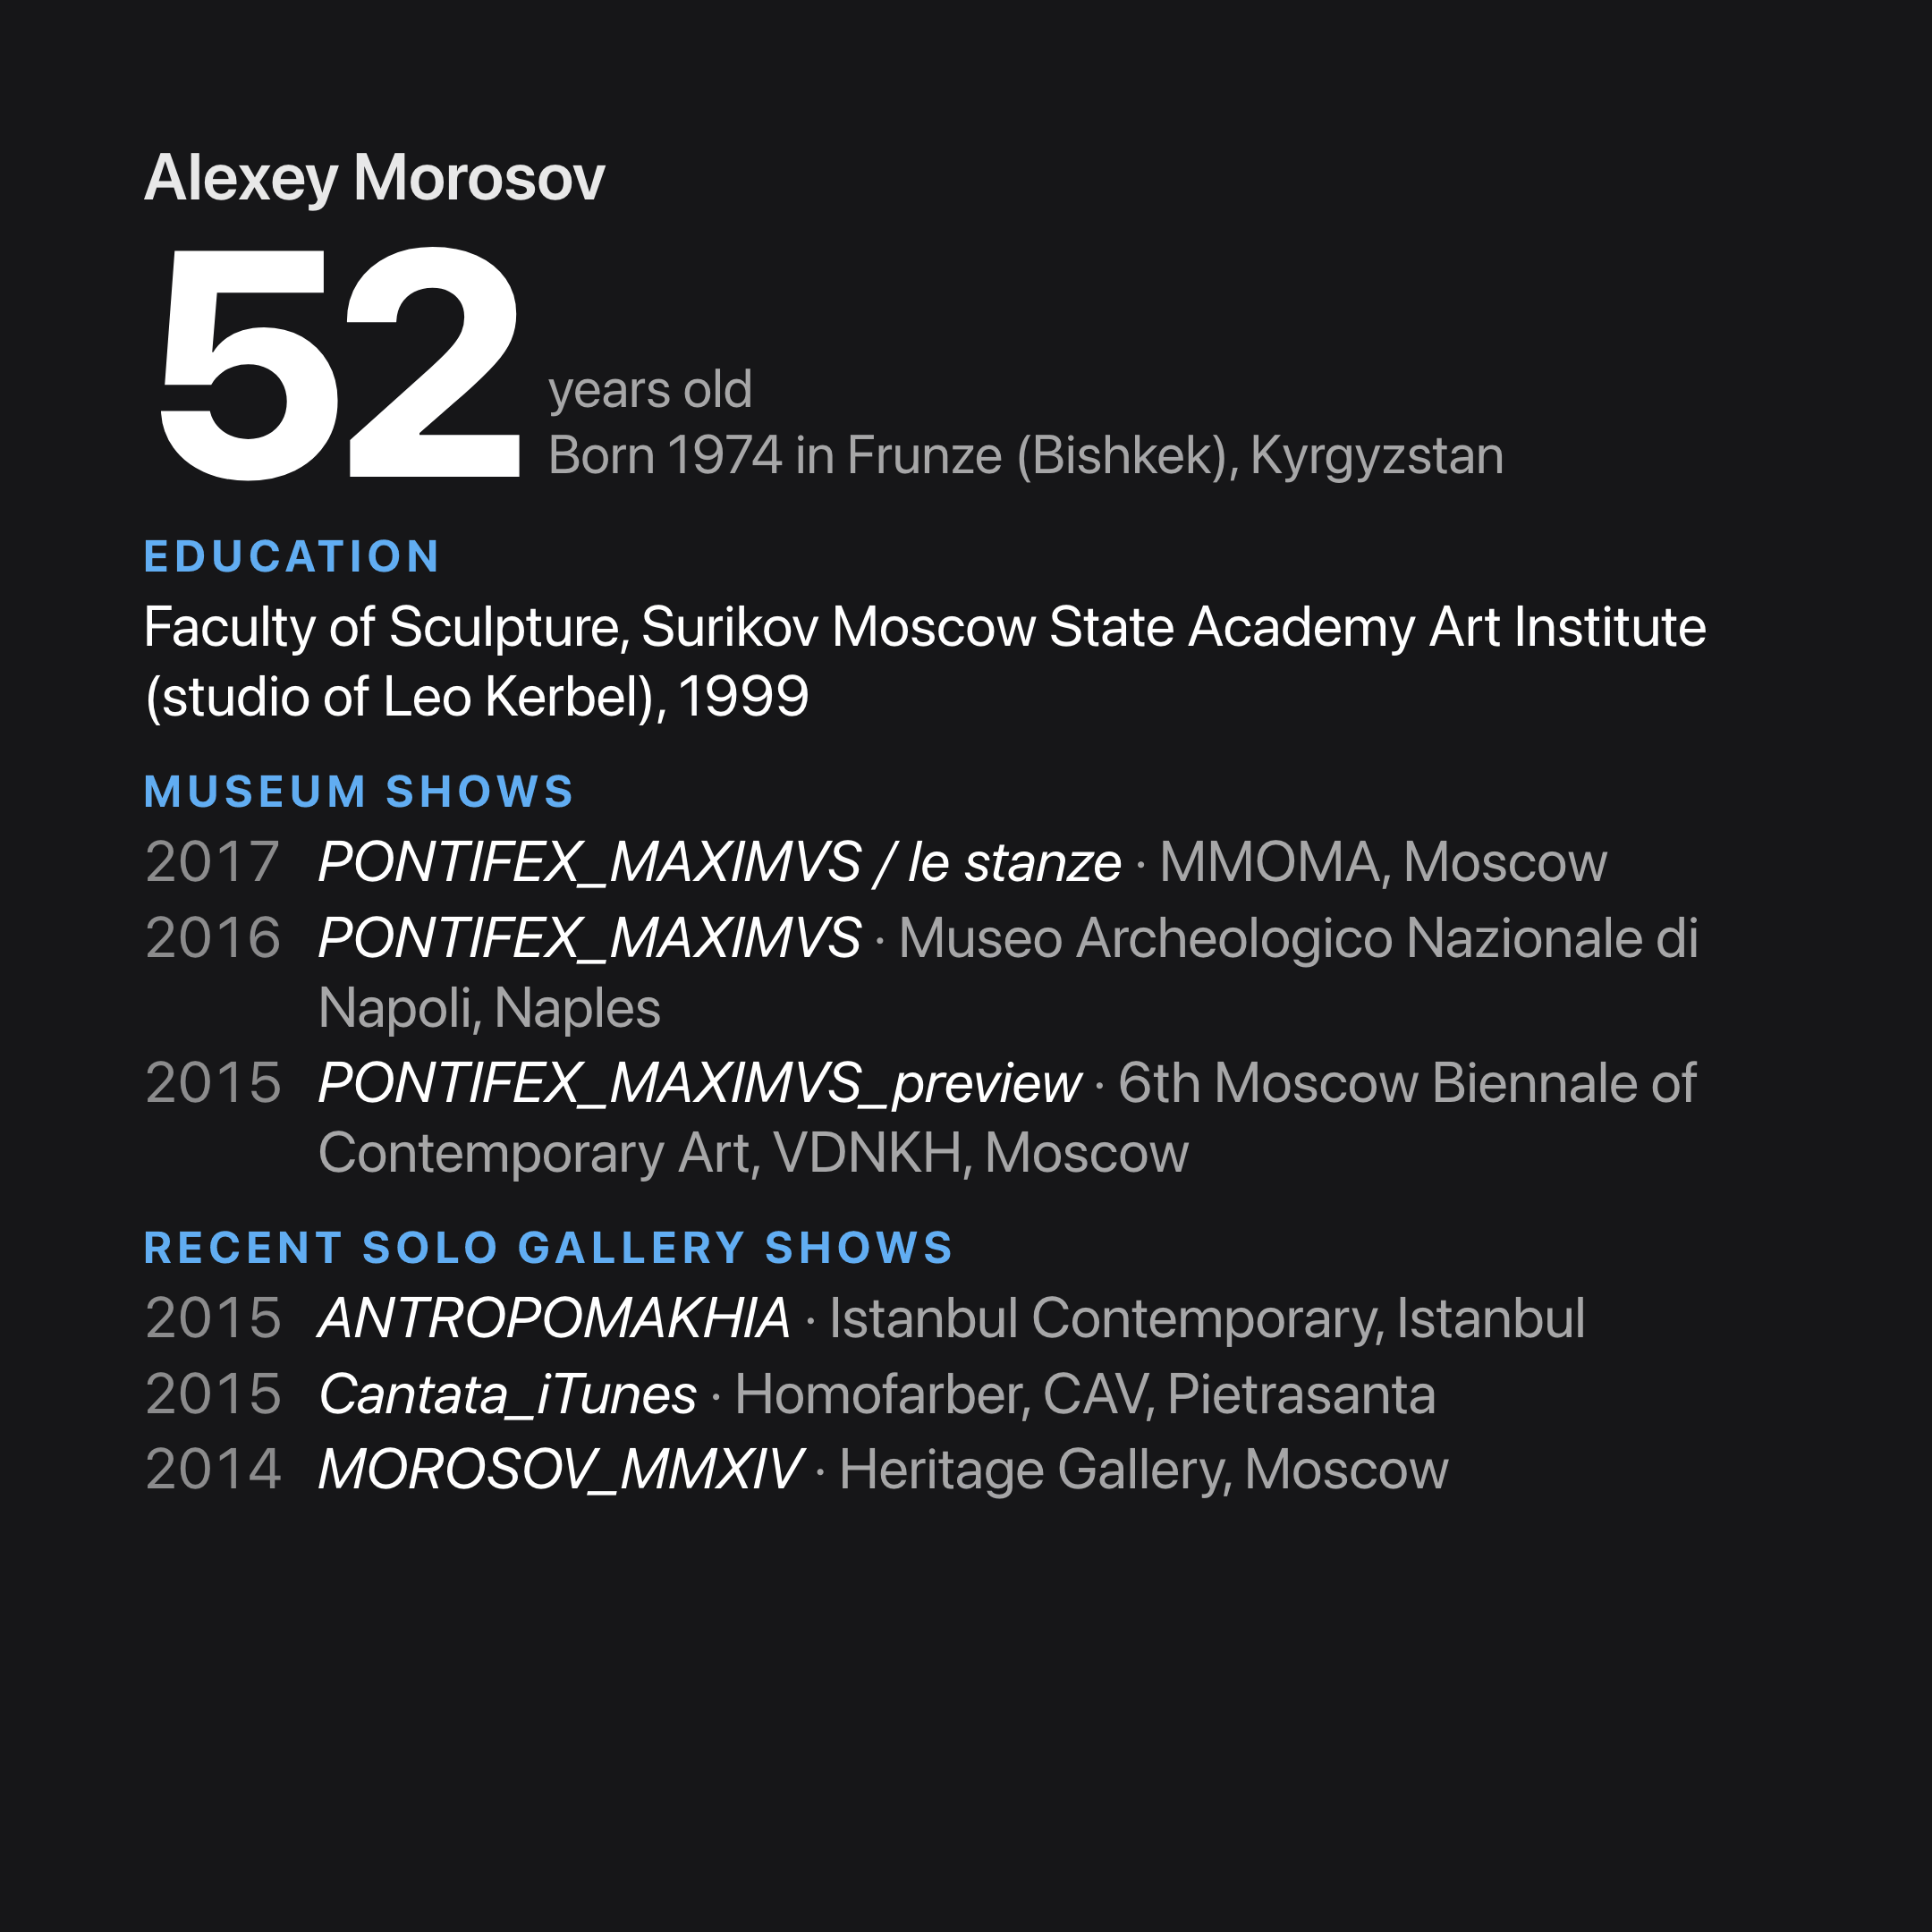 Alexey Morosov
52
years old
Born 1974 in Frunze (Bishkek), Kyrgyzstan
EDUCATION
Faculty of Sculpture, Surikov Moscow State Academy Art Institute
(studio of Leo Kerbel), 1999
MUSEUM SHOWS
2017 PONTIFEX_MAXIMVS / le stanze · MMOMA, Moscow
2016 PONTIFEX_MAXIMVS · Museo Archeologico Nazionale di
Napoli, Naples
2015 PONTIFEX_MAXIMVS_preview · 6th Moscow Biennale of
Contemporary Art, VDNKH, Moscow
RECENT SOLO GALLERY SHOWS
2015 ANTROPOMAKHIA · Istanbul Contemporary, Istanbul
2015 Cantata_iTunes · Homofarber, CAV, Pietrasanta
2014 MOROSOV_MMXIV · Heritage Gallery, Moscow